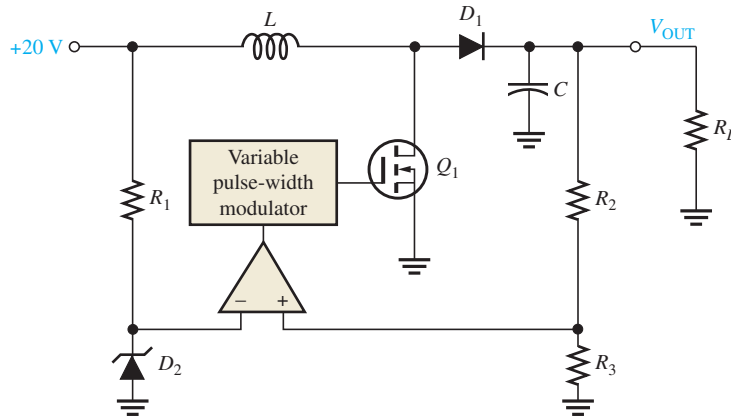 L
D1
+20 V
VOUT
C
RL
Variable
pulse-width
modulator
Q1
R1
R2
− +
D2
R3